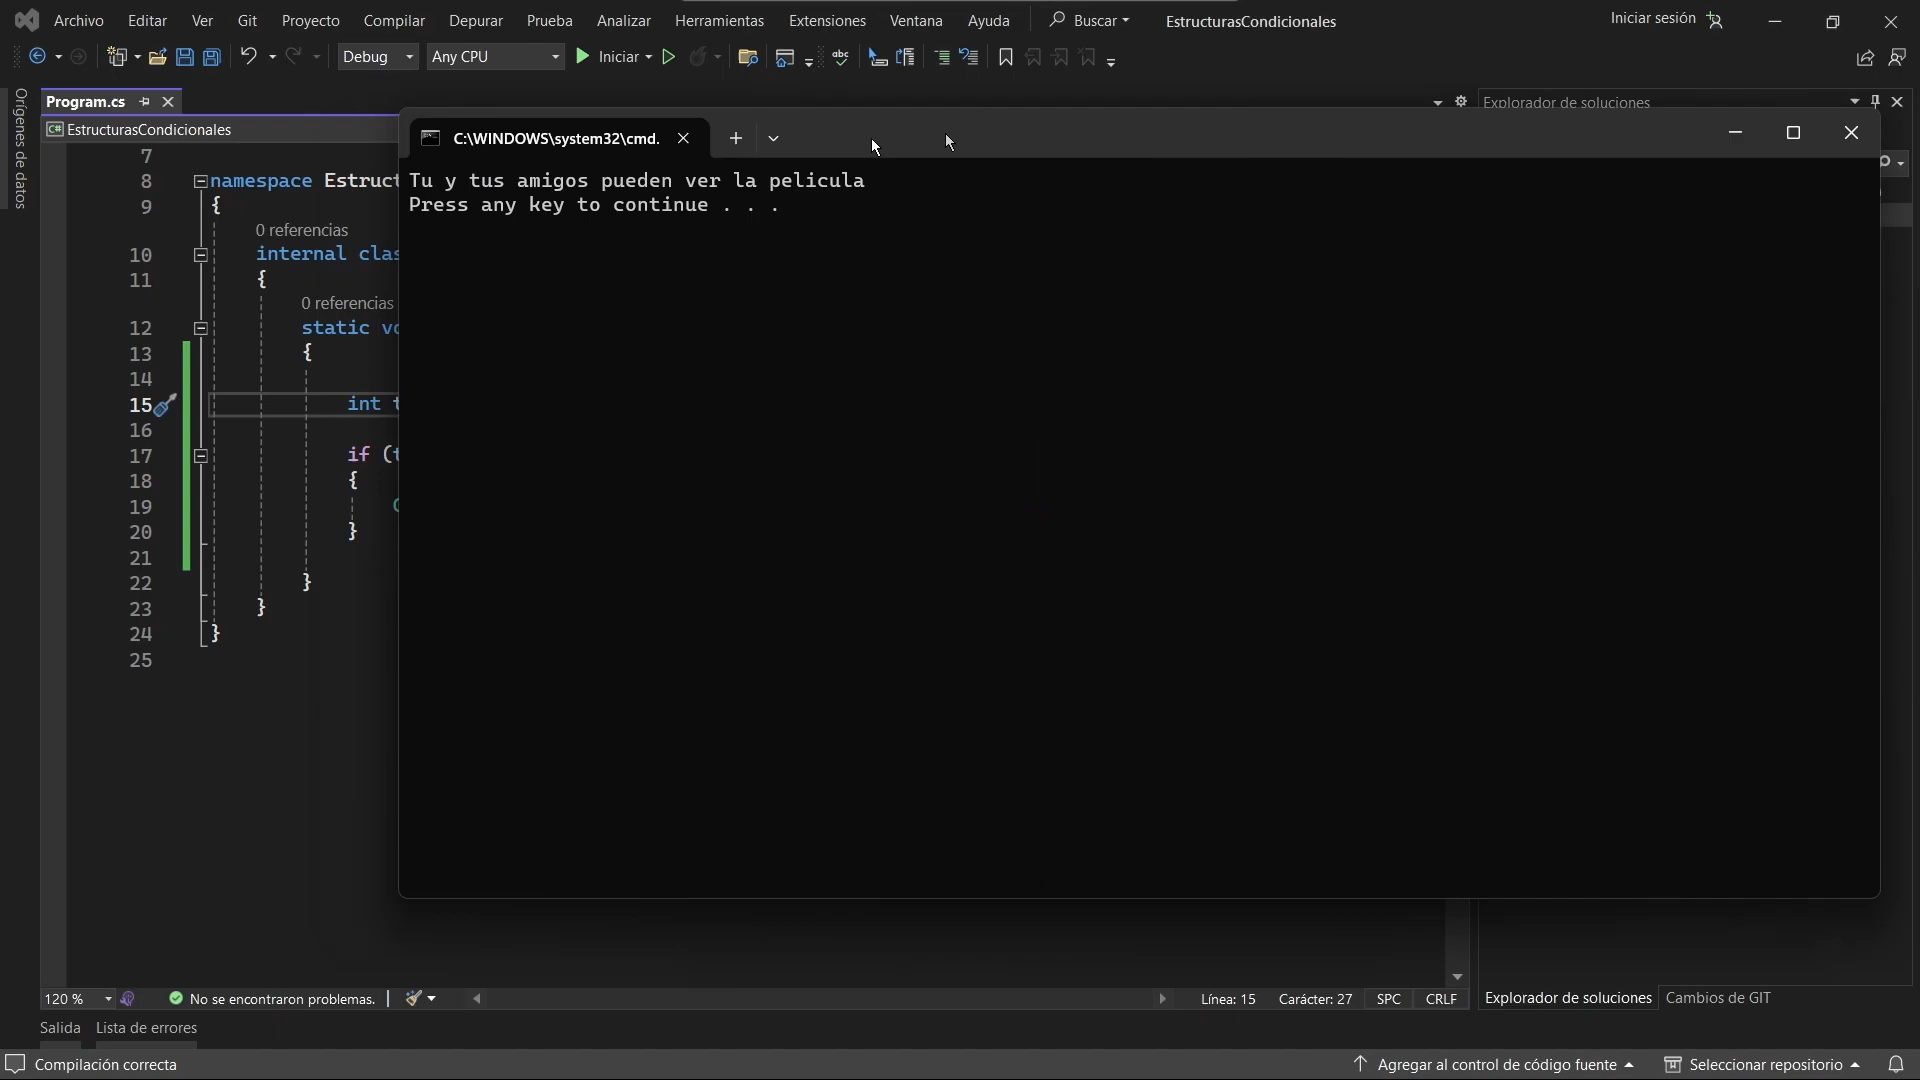 Archivo Editar Ver Git Proyecto Compilar Depurar Prueba Analizar Herramientas Extensiones Ventana Ayuda Buscar EstructurasCondicionales Iniciar sesión
Debug Any CPU Iniciar abc
Orígenes de datos
Program.cs
Explorador de soluciones
C# EstructurasCondicionales
C:\WINDOWS\system32\cmd.
Tu y tus amigos pueden ver la pelicula
Press any key to continue . . .
7
8 namespace Estruct
9 {
0 referencias
10 internal clas
11 {
0 referencias
12 static vo
13 {
14
15 int t
16
17 if (t
18 {
19 C
20 }
21
22 }
23 }
24 }
25
120 % No se encontraron problemas. Línea: 15 Carácter: 27 SPC CRLF
Explorador de soluciones Cambios de GIT
Salida Lista de errores
Compilación correcta Agregar al control de código fuente Seleccionar repositorio